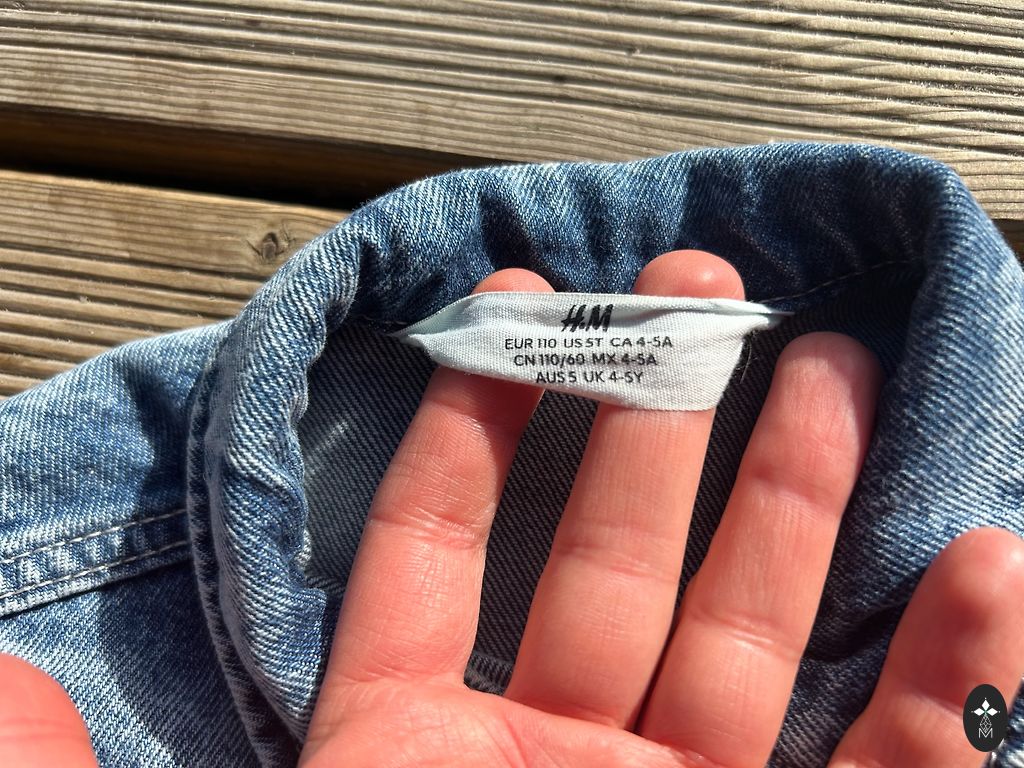 H&M
EUR 110 US 5T CA 4-5A
CN 110/60 MX 4-5A
AUS 5 UK 4-5Y
M